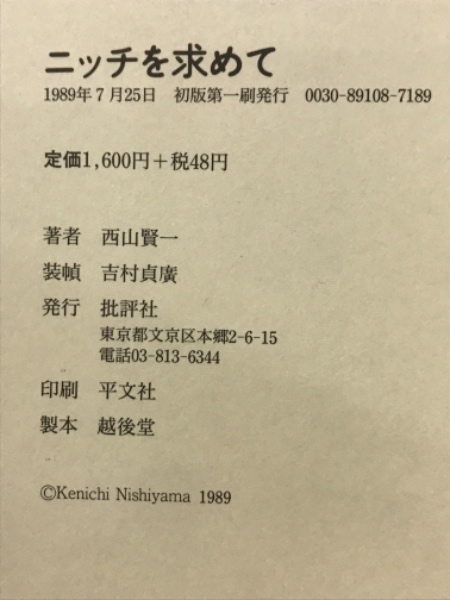 ニッチを求めて
1989年7月25日 初版第一刷発行 0030-89108-7189
定価1,600円+税48円
著者 西山賢一
装幀 吉村貞廣
発行 批評社
東京都文京区本郷2-6-15
電話03-813-6344
印刷 平文社
製本 越後堂
©Kenichi Nishiyama 1989